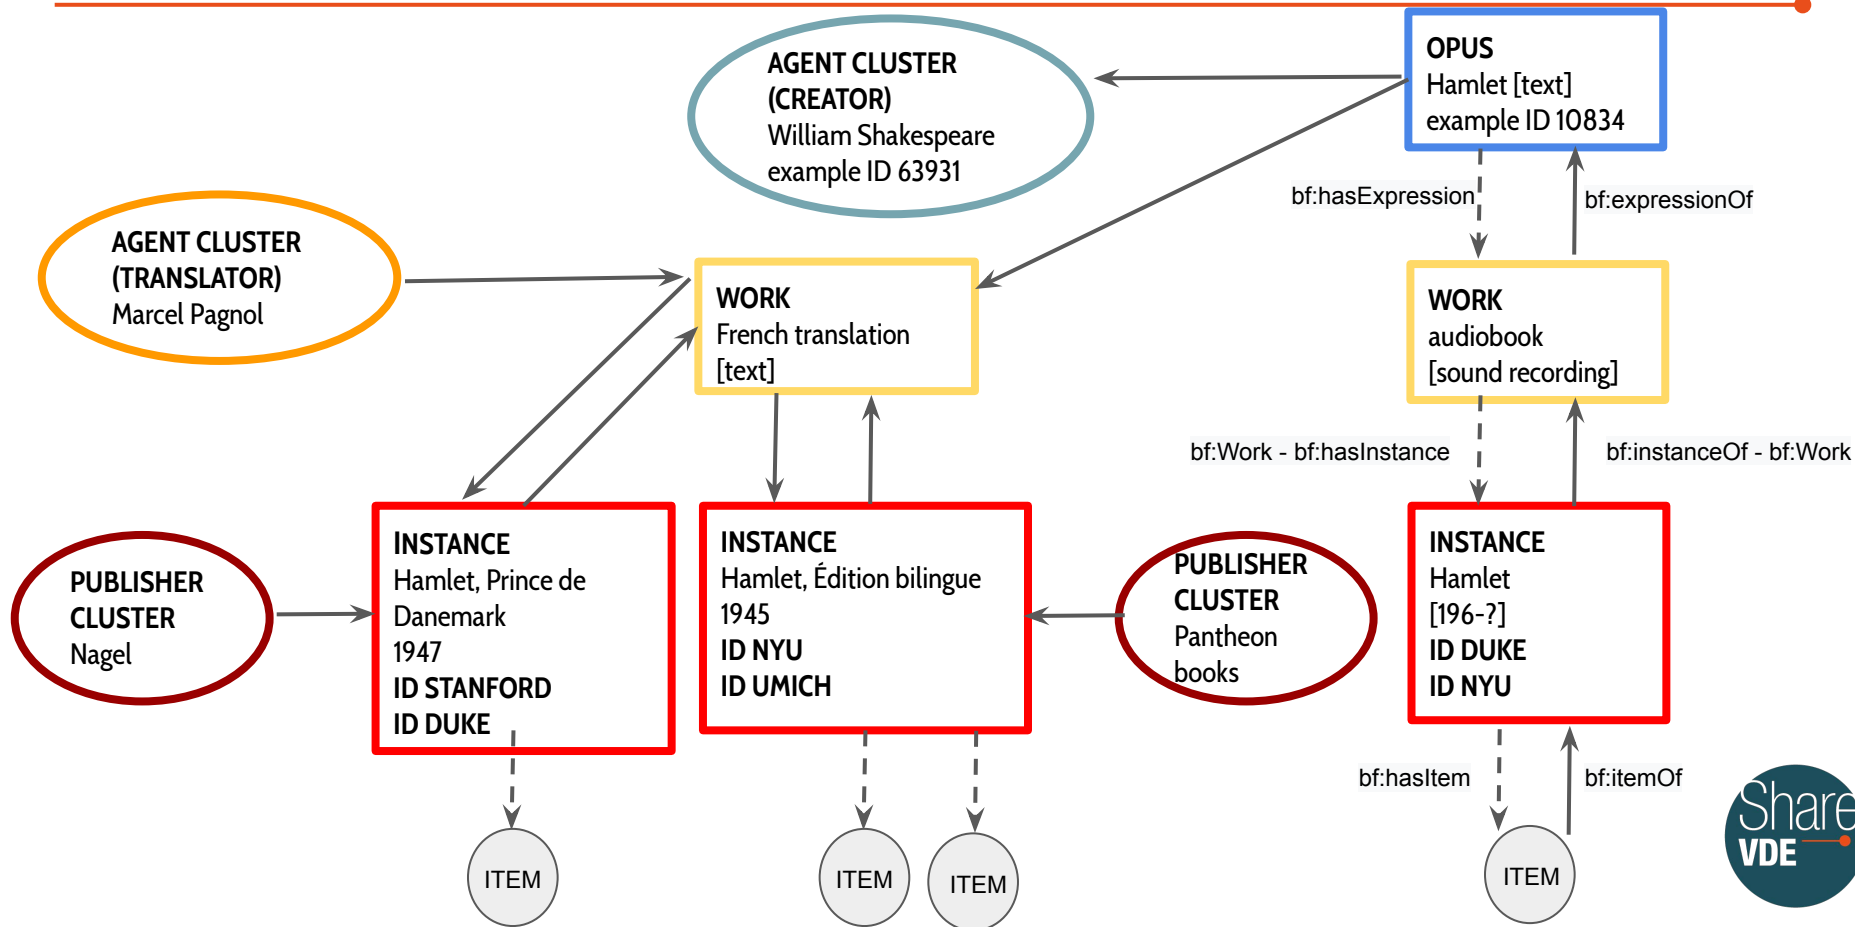 AGENT CLUSTER
(CREATOR)
William Shakespeare
example ID 63931
OPUS
Hamlet [text]
example ID 10834
bf:hasExpression
bf:expressionOf
AGENT CLUSTER
(TRANSLATOR)
Marcel Pagnol
WORK
French translation
[text]
WORK
audiobook
[sound recording]
bf:Work - bf:hasInstance
bf:instanceOf - bf:Work
PUBLISHER
CLUSTER
Nagel
INSTANCE
Hamlet, Prince de
Danemark
1947
ID STANFORD
ID DUKE
INSTANCE
Hamlet, Édition bilingue
1945
ID NYU
ID UMICH
PUBLISHER
CLUSTER
Pantheon
books
INSTANCE
Hamlet
[196-?]
ID DUKE
ID NYU
bf:hasItem
bf:itemOf
ITEM
ITEM
ITEM
ITEM
Share
VDE